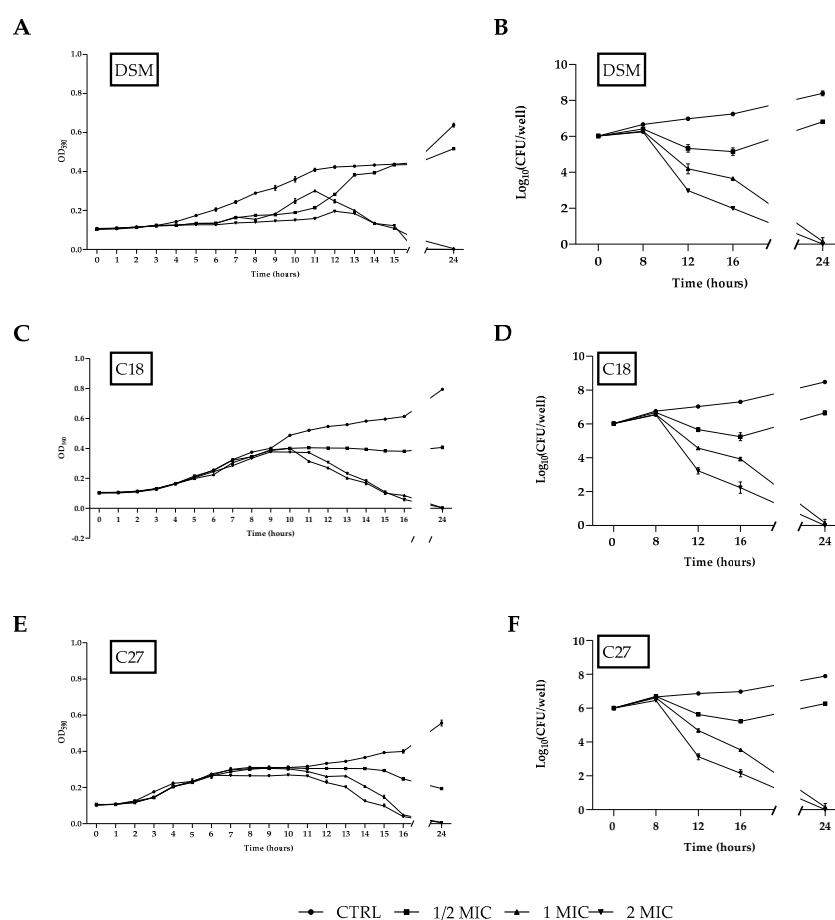 A
B
DSM
1.0
0.8
0.6
0.4
0.2
0.0
OD590
0 1 2 3 4 5 6 7 8 9 10 11 12 13 14 15 24
Time (hours)
DSM
10
8
6
4
2
0
Log10(CFU/well)
0 8 12 16 24
Time (hours)
C
D
C18
1.0
0.8
0.6
0.4
0.2
0.0
-0.2
OD590
0 1 2 3 4 5 6 7 8 9 10 11 12 13 14 15 16 24
Time (hours)
C18
10
8
6
4
2
0
Log10(CFU/well)
0 8 12 16 24
Time (hours)
E
F
C27
1.0
0.8
0.6
0.4
0.2
0.0
OD590
0 1 2 3 4 5 6 7 8 9 10 11 12 13 14 15 16 24
Time (hours)
C27
10
8
6
4
2
0
Log10(CFU/well)
0 8 12 16 24
Time (hours)
CTRL 1/2 MIC 1 MIC 2 MIC